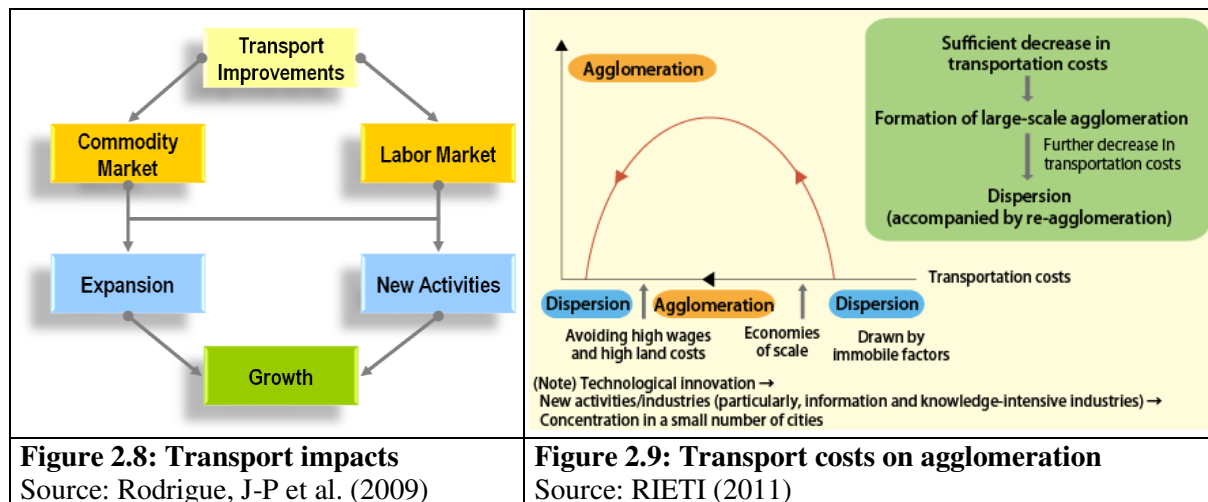 Transport
Improvements
Commodity
Market
Labor Market
Expansion
New Activities
Growth
Figure 2.8: Transport impacts
Source: Rodrigue, J-P et al. (2009)
Agglomeration
Sufficient decrease in
transportation costs
Formation of large-scale agglomeration
Further decrease in
transportation costs
Dispersion
(accompanied by re-agglomeration)
Transportation costs
Dispersion
Agglomeration
Dispersion
Avoiding high wages
and high land costs
Economies
of scale
Drawn by
immobile factors
(Note) Technological innovation →
New activities/industries (particularly, information and knowledge-intensive industries) →
Concentration in a small number of cities
Figure 2.9: Transport costs on agglomeration
Source: RIETI (2011)